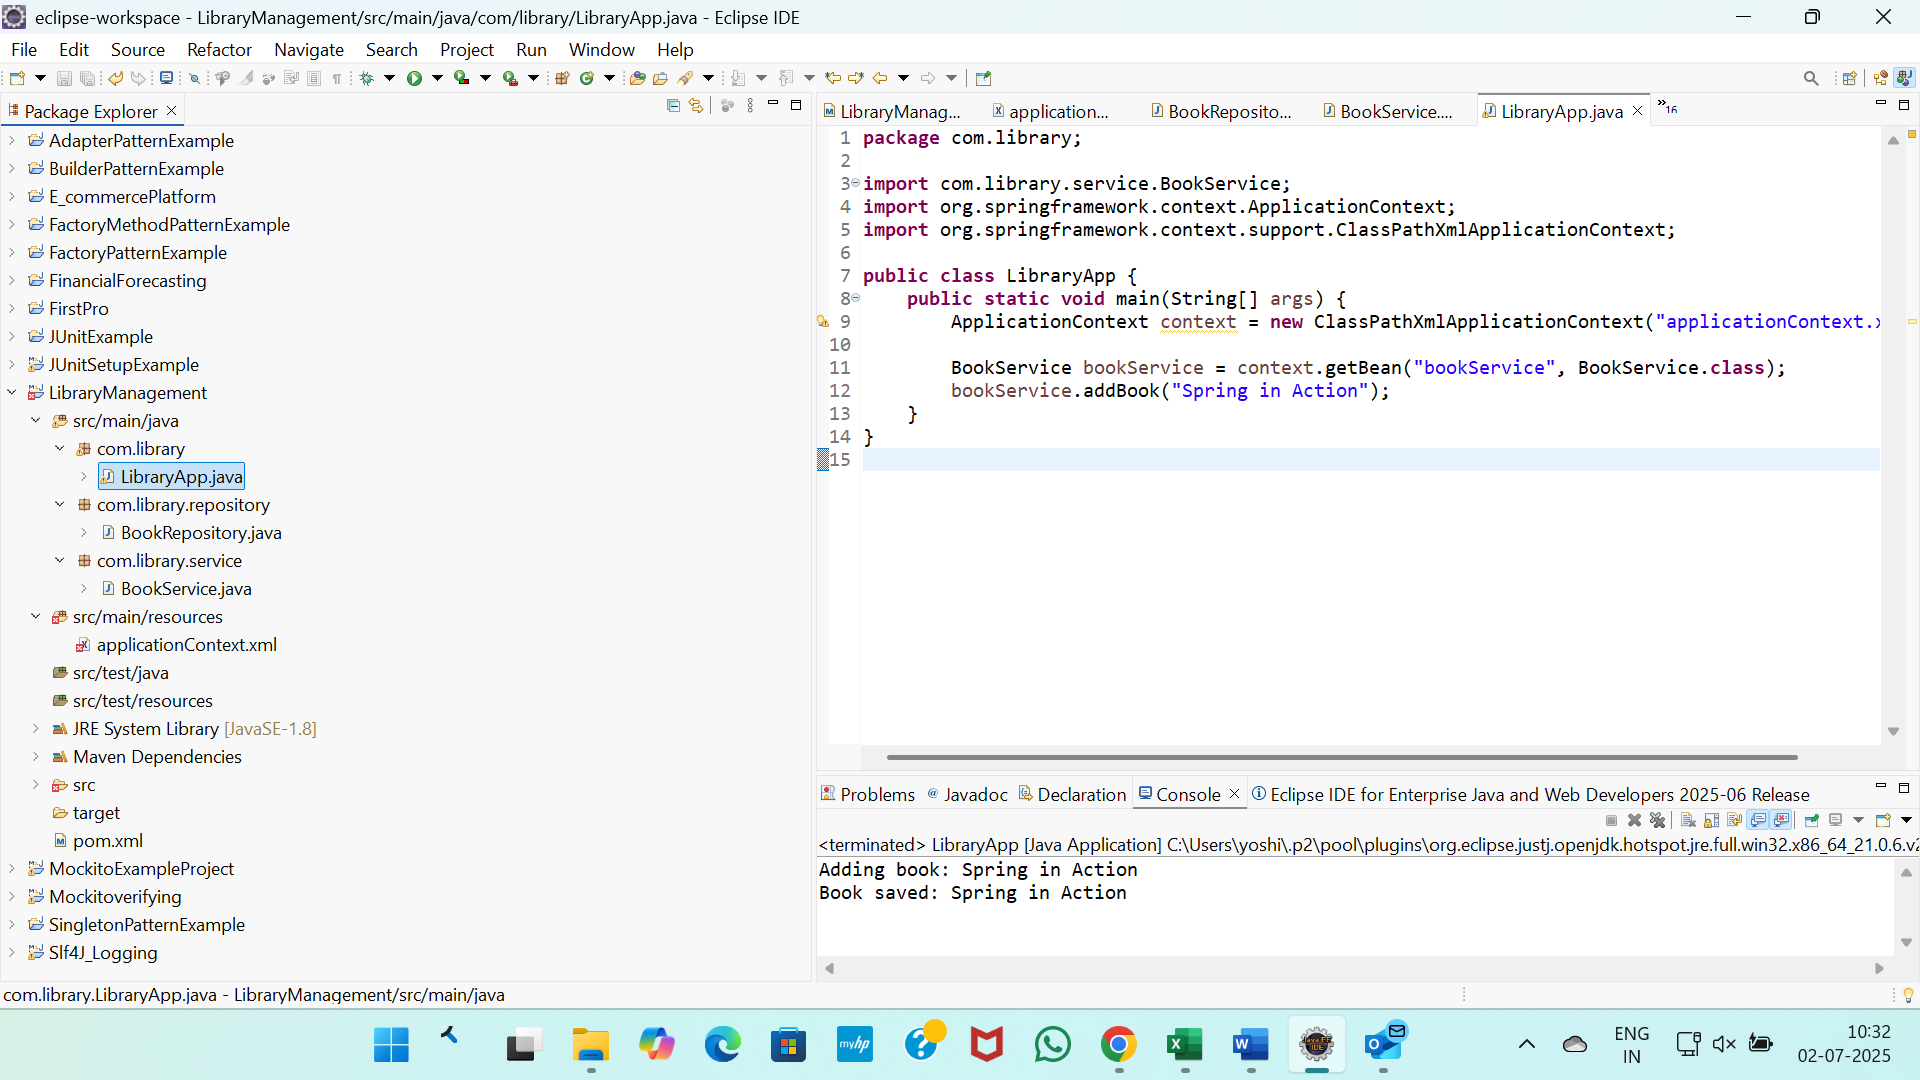 eclipse-workspace - LibraryManagement/src/main/java/com/library/LibraryApp.java - Eclipse IDE
File Edit Source Refactor Navigate Search Project Run Window Help
Package Explorer
AdapterPatternExample
BuilderPatternExample
E_commercePlatform
FactoryMethodPatternExample
FactoryPatternExample
FinancialForecasting
FirstPro
JUnitExample
JUnitSetupExample
LibraryManagement
src/main/java
com.library
LibraryApp.java
com.library.repository
BookRepository.java
com.library.service
BookService.java
src/main/resources
applicationContext.xml
src/test/java
src/test/resources
JRE System Library [JavaSE-1.8]
Maven Dependencies
src
target
pom.xml
MockitoExampleProject
Mockitoverifying
SingletonPatternExample
Slf4J_Logging
LibraryManag... application... BookReposito... BookService.... LibraryApp.java »16
1 package com.library;
2
3 import com.library.service.BookService;
4 import org.springframework.context.ApplicationContext;
5 import org.springframework.context.support.ClassPathXmlApplicationContext;
6
7 public class LibraryApp {
8 public static void main(String[] args) {
9 ApplicationContext context = new ClassPathXmlApplicationContext("applicationContext.x
10
11 BookService bookService = context.getBean("bookService", BookService.class);
12 bookService.addBook("Spring in Action");
13 }
14 }
15
Problems @ Javadoc Declaration Console Eclipse IDE for Enterprise Java and Web Developers 2025-06 Release
<terminated> LibraryApp [Java Application] C:\Users\yoshi\.p2\pool\plugins\org.eclipse.justj.openjdk.hotspot.jre.full.win32.x86_64_21.0.6.v2
Adding book: Spring in Action
Book saved: Spring in Action
com.library.LibraryApp.java - LibraryManagement/src/main/java
myhp
ENG
IN
10:32
02-07-2025